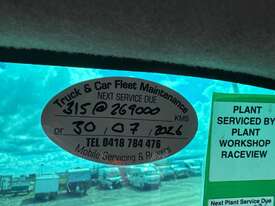 Truck & Car Fleet Maintenance
NEXT SERVICE DUE
315@269000
KMS
or 30/07/2026
TEL 0418 784 476
Mobile Servicing &
PLANT
SERVICED BY
PLANT
WORKSHOP
RACEVIEW
Next Plant Service Due